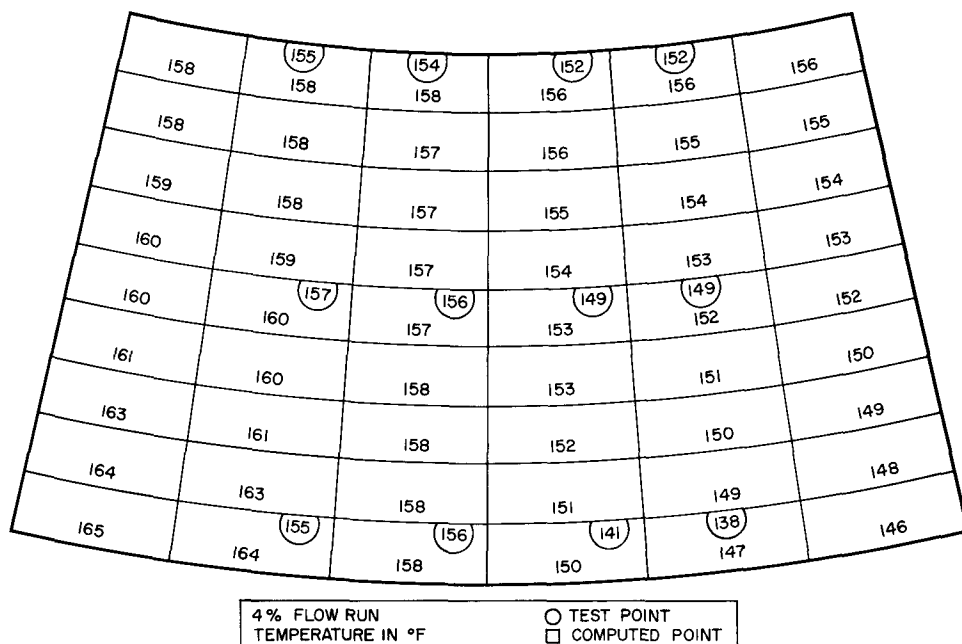 155 154 152 152
158 158 158 156 156 156
158 158 157 156 155 155
159 158 157 155 154 154
160 159 157 154 153 153
157 156 149 149
160 160 157 153 152 152
161 160 158 153 151 150
163 161 158 152 150 149
164 163 158 151 149 148
155 156 141 138
165 164 158 150 147 146
4% FLOW RUN ○ TEST POINT
TEMPERATURE IN °F □ COMPUTED POINT